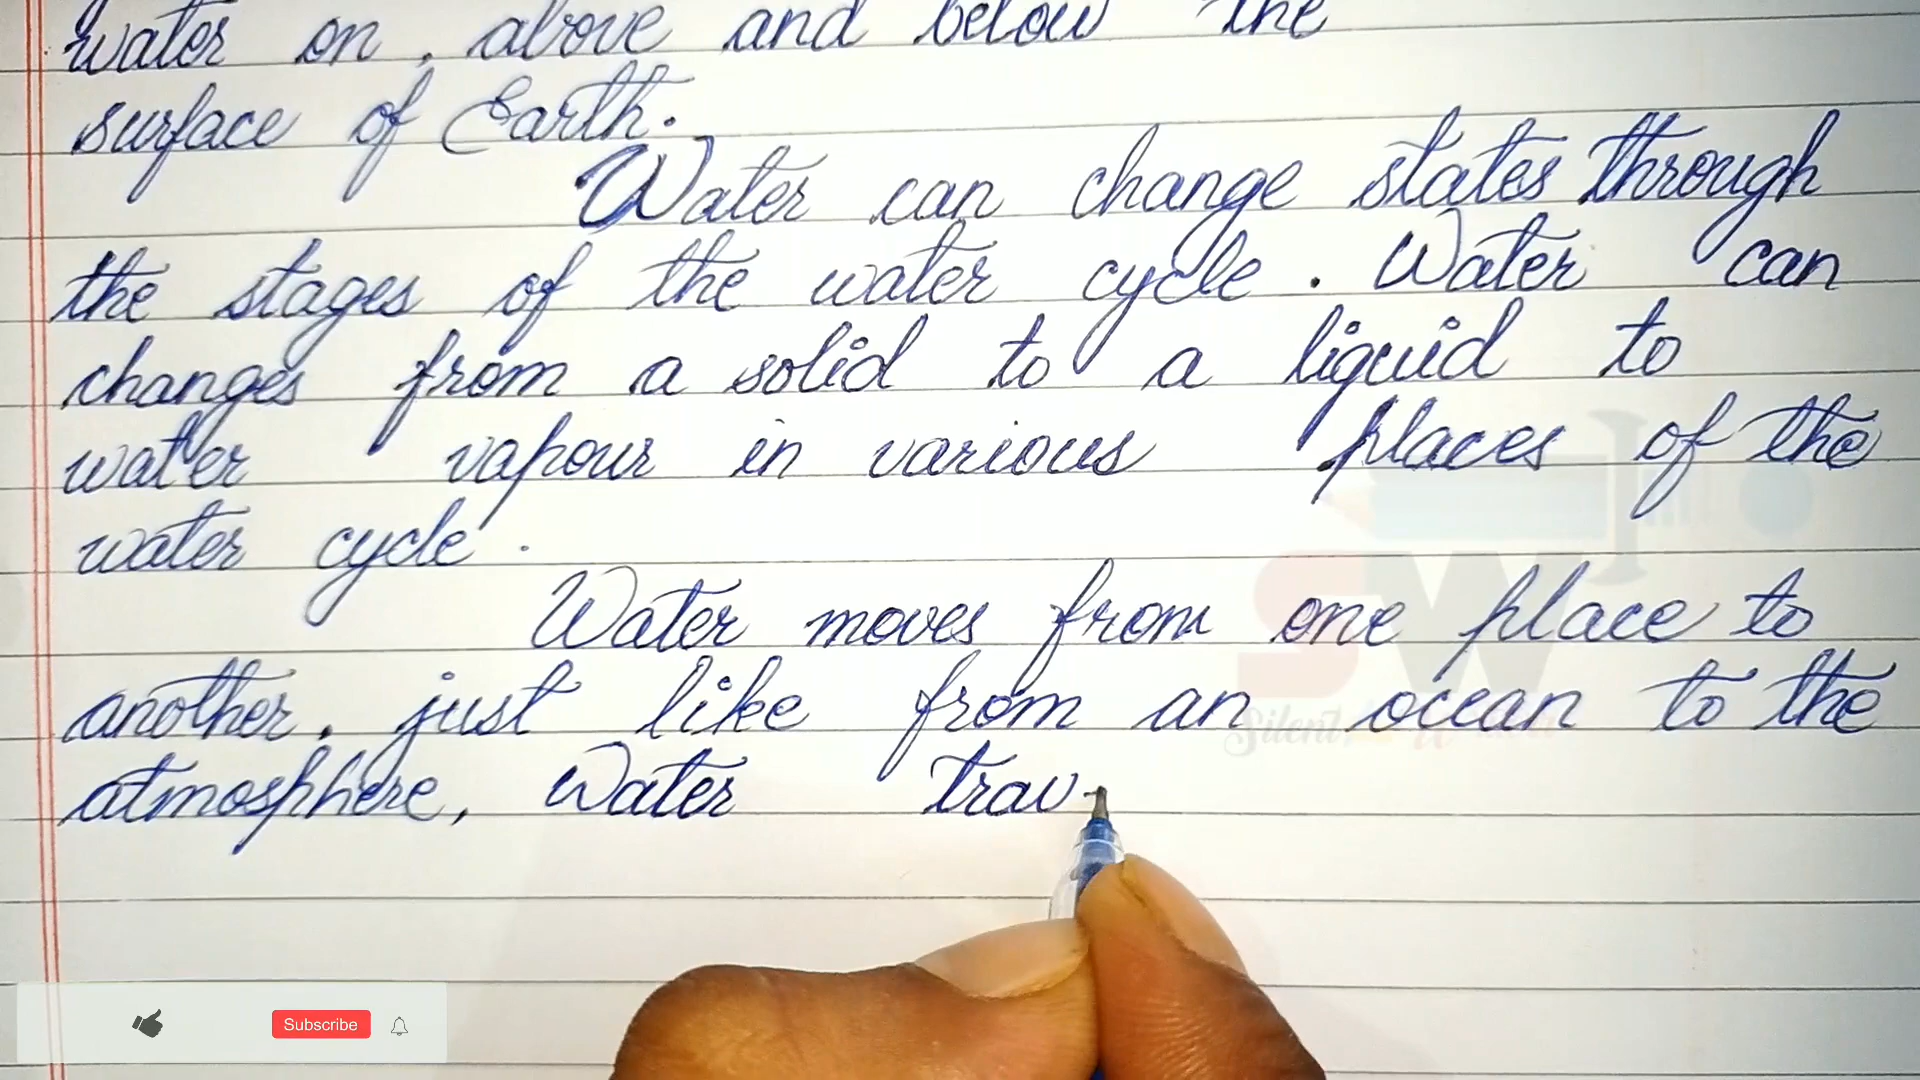 water on, above and below the
surface of Earth.
Water can change states through
the stages of the water cycle. Water can
changes from a solid to a liquid to
water vapour in various places of the
water cycle.
Water moves from one place to
another. just like from an ocean to the
atmosphere, Water trav
SW
Silent
Subscribe